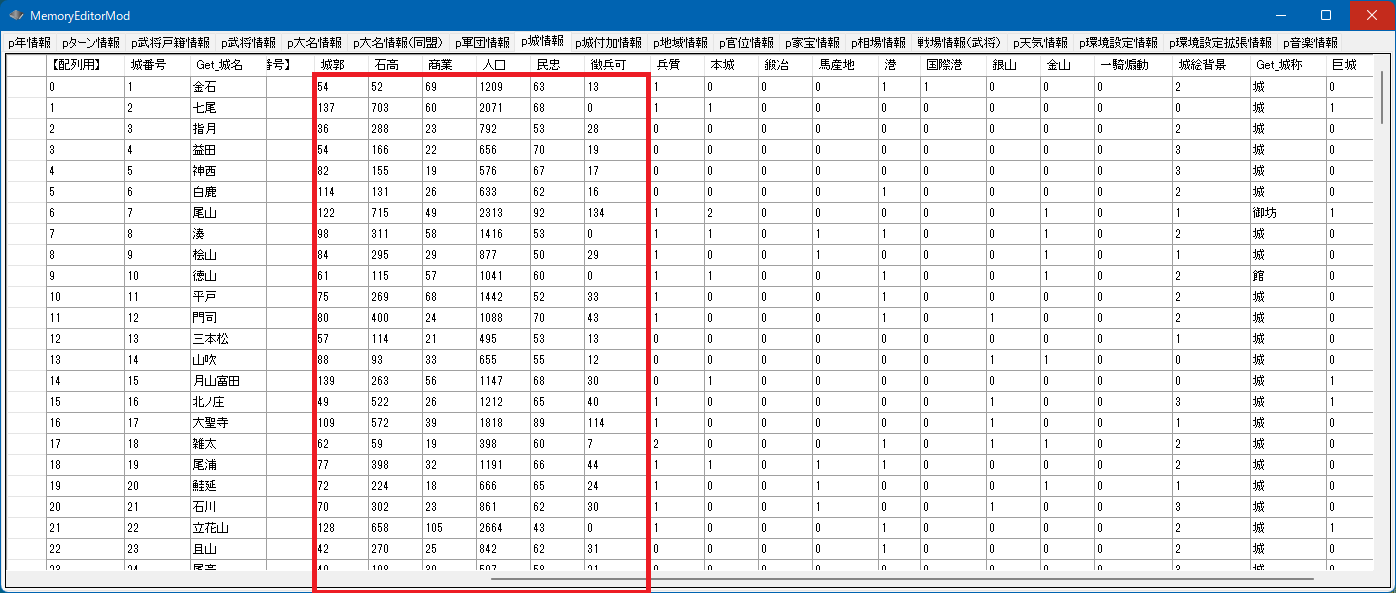 MemoryEditorMod
p年情報 pターン情報 p武将戸籍情報 p武将情報 p大名情報 p大名情報(同盟) p軍団情報 p城情報 p城付加情報 p地域情報 p官位情報 p家宝情報 p相場情報 戦場情報(武将) p天気情報 p環境設定情報 p環境設定拡張情報 p音楽情報
【配列用】 城番号 Get_城名 番号】 城郭 石高 商業 人口 民忠 徴兵可 兵質 本城 鍛冶 馬産地 港 国際港 銀山 金山 一騎煽動 城絵背景 Get_城称 巨城
0 1 金石 54 52 69 1209 63 13 1 0 0 0 1 1 0 0 0 2 城 0
1 2 七尾 137 703 60 2071 68 0 1 1 0 0 0 0 0 0 0 0 城 1
2 3 指月 36 288 23 792 53 28 0 0 0 0 0 0 0 0 0 2 城 0
3 4 益田 54 166 22 656 70 19 0 0 0 0 0 0 0 0 0 3 城 0
4 5 神西 82 155 19 576 67 17 0 0 0 0 0 0 0 0 0 3 城 0
5 6 白鹿 114 131 26 633 62 16 0 0 0 0 1 0 0 0 0 2 城 0
6 7 尾山 122 715 49 2313 92 134 1 2 0 0 0 0 0 1 0 1 御坊 1
7 8 湊 98 311 58 1416 53 0 1 1 0 1 1 0 0 1 0 2 城 0
8 9 桧山 84 295 29 877 50 29 1 0 0 1 0 0 0 1 0 1 城 0
9 10 徳山 61 115 57 1041 60 0 1 1 0 0 1 0 0 1 0 2 館 0
10 11 平戸 75 269 68 1442 52 33 1 0 0 0 1 0 0 0 0 2 城 0
11 12 門司 80 400 24 1088 70 43 1 0 0 0 1 0 1 0 0 2 城 0
12 13 三本松 57 114 21 495 53 13 0 0 0 0 0 0 0 0 0 1 城 0
13 14 山吹 88 93 33 655 55 12 0 0 0 0 0 0 1 1 0 0 城 0
14 15 月山富田 139 263 56 1147 68 30 0 1 0 0 0 0 0 0 0 0 城 1
15 16 北ノ庄 49 522 26 1212 65 40 1 0 0 0 0 0 1 0 0 3 城 1
16 17 大聖寺 109 572 39 1818 89 114 1 0 0 0 0 0 1 0 0 1 城 0
17 18 雑太 62 59 19 398 60 7 2 0 0 0 1 0 1 1 0 2 城 0
18 19 尾浦 77 398 32 1191 66 44 1 1 0 1 1 0 0 0 0 2 城 0
19 20 鮭延 72 224 18 666 65 24 1 0 0 1 0 0 0 1 0 1 城 0
20 21 石川 70 302 23 861 62 30 1 0 0 1 0 0 1 0 0 3 城 0
21 22 立花山 128 658 105 2664 43 0 1 0 0 0 1 0 0 0 0 2 城 1
22 23 且山 42 270 25 842 62 31 0 0 0 0 1 0 0 0 0 2 城 0